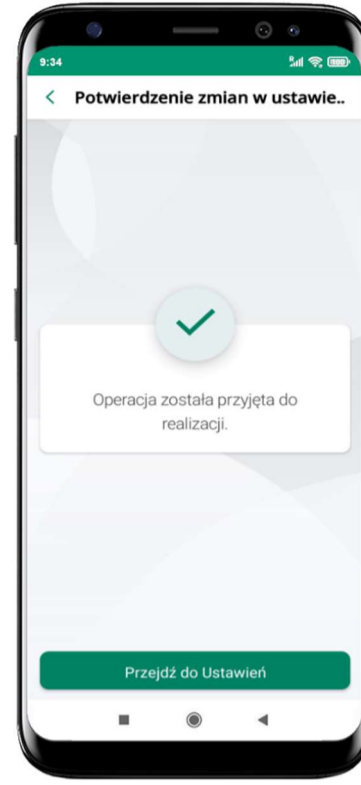 9:34
Potwierdzenie zmian w ustawie..
Operacja została przyjęta do
realizacji.
Przejdź do Ustawień